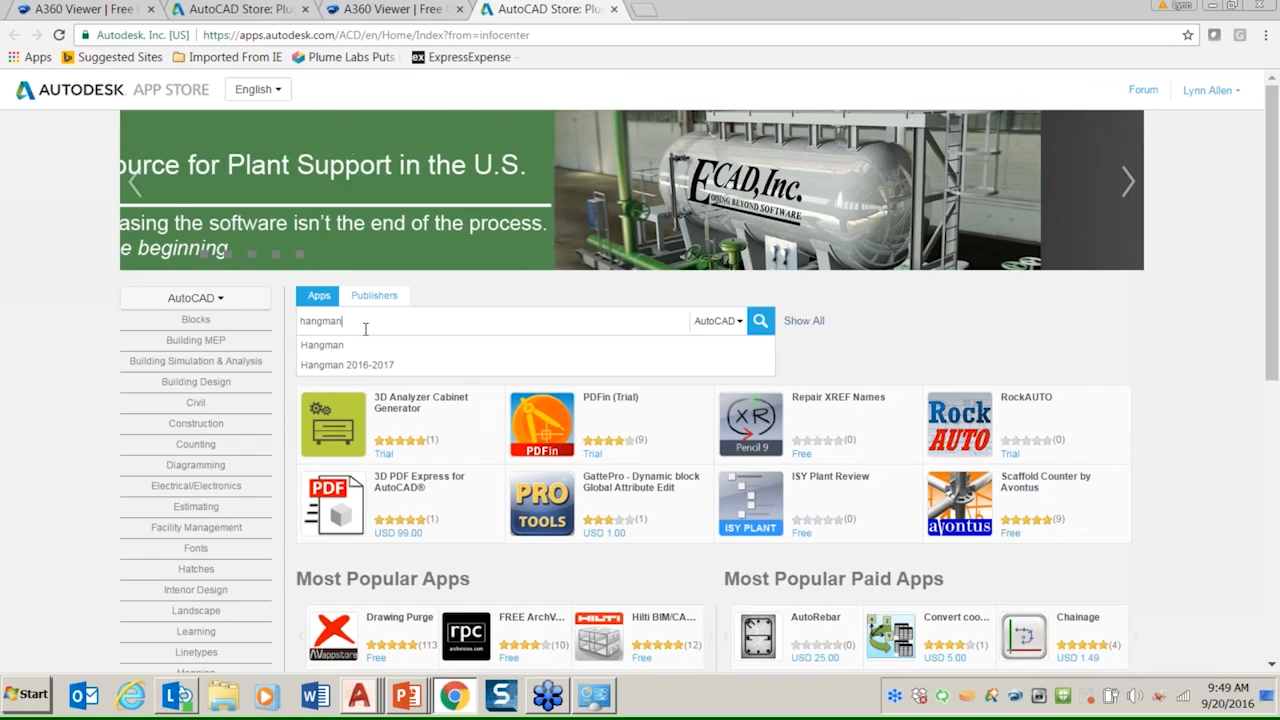 A360 Viewer | Free
AutoCAD Store: Plu
A360 Viewer | Free
AutoCAD Store: Plu
Lynn
Autodesk, Inc. [US]
https://apps.autodesk.com/ACD/en/Home/Index?from=infocenter
Apps
Suggested Sites
Imported From IE
Plume Labs Puts
ExpressExpense -
AUTODESK APP STORE
English
Forum
Lynn Allen
ource for Plant Support in the U.S.
asing the software isn't the end of the process.
e beginning.
ECAD, Inc.
GOING BEYOND SOFTWARE
AutoCAD
Blocks
Building MEP
Building Simulation & Analysis
Building Design
Civil
Construction
Counting
Diagramming
Electrical/Electronics
Estimating
Facility Management
Fonts
Hatches
Interior Design
Landscape
Learning
Linetypes
Apps
Publishers
hangman
AutoCAD
Show All
Hangman
Hangman 2016-2017
3D Analyzer Cabinet
Generator
(1)
Trial
PDFin
PDFin (Trial)
(9)
Trial
XR
Pencil 9
Repair XREF Names
(0)
Free
Rock
AUTO
RockAUTO
(0)
Trial
PDF
3D PDF Express for
AutoCAD®
(1)
USD 99.00
PRO
TOOLS
GattePro - Dynamic block
Global Attribute Edit
(1)
USD 1.00
ISY PLANT
ISY Plant Review
(0)
Free
avontus
Scaffold Counter by
Avontus
(9)
Free
Most Popular Apps
Most Popular Paid Apps
Drawing Purge
(113
Free
rpc
FREE ArchV...
(10)
Free
HILTI
Hilti BIM/CA...
(12)
Free
AutoRebar
(0)
USD 25.00
Convert coo...
(1)
USD 5.00
Chainage
(4)
USD 1.49
Start
9:49 AM
9/20/2016